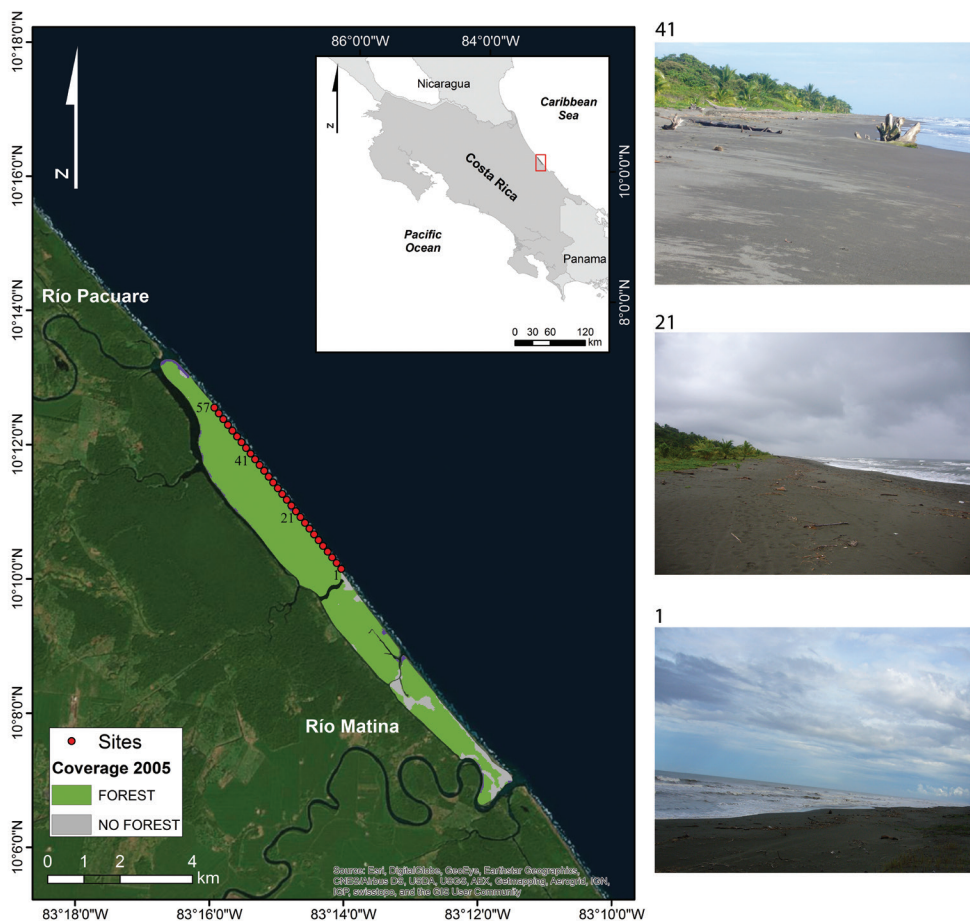 10°18'0"N
10°16'0"N
10°14'0"N
10°12'0"N
10°10'0"N
10°8'0"N
10°6'0"N
83°18'0"W
83°16'0"W
83°14'0"W
83°12'0"W
83°10'0"W
N
86°0'0"W
84°0'0"W
10°0'0"N
8°0'0"N
N
Nicaragua
Caribbean
Sea
Costa Rica
Pacific
Ocean
Panama
0 30 60 120
km
Río Pacuare
57
41
21
1
Río Matina
Sites
Coverage 2005
FOREST
NO FOREST
0 1 2 4
km
Source: Esri, DigitalGlobe, GeoEye, Earthstar Geographics,
CNES/Airbus DS, USDA, USGS, AEX, Getmapping, Aerogrid, IGN,
IGP, swisstopo, and the GIS User Community
41
21
1